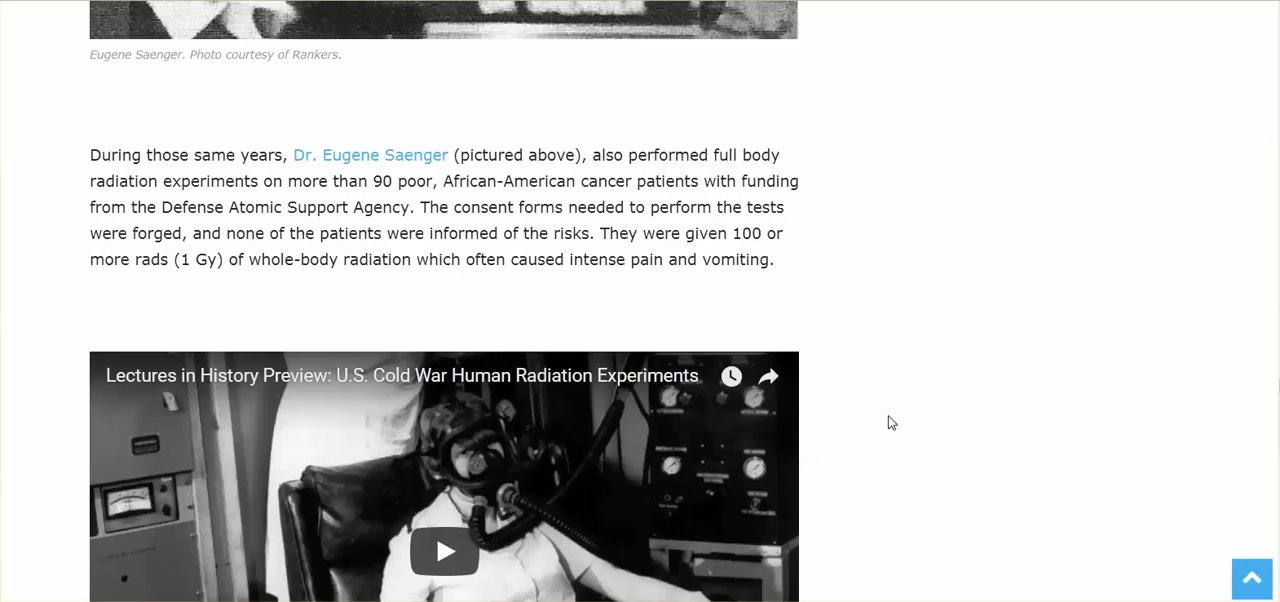 Eugene Saenger. Photo courtesy of Rankers.
During those same years, Dr. Eugene Saenger (pictured above), also performed full body
radiation experiments on more than 90 poor, African-American cancer patients with funding
from the Defense Atomic Support Agency. The consent forms needed to perform the tests
were forged, and none of the patients were informed of the risks. They were given 100 or
more rads (1 Gy) of whole-body radiation which often caused intense pain and vomiting.
Lectures in History Preview: U.S. Cold War Human Radiation Experiments